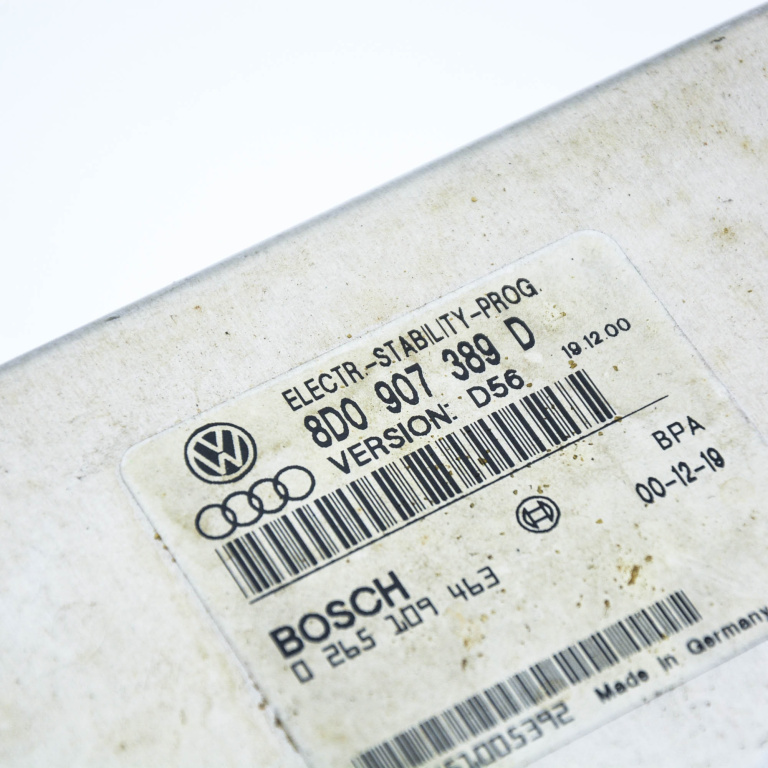 ELECTR.-STABILITY-PROG.
8D0 907 389 D
VERSION: D56
19.12.00
BPA
00-12-19
BOSCH
0 265 109 463
51005392
Made in Germany